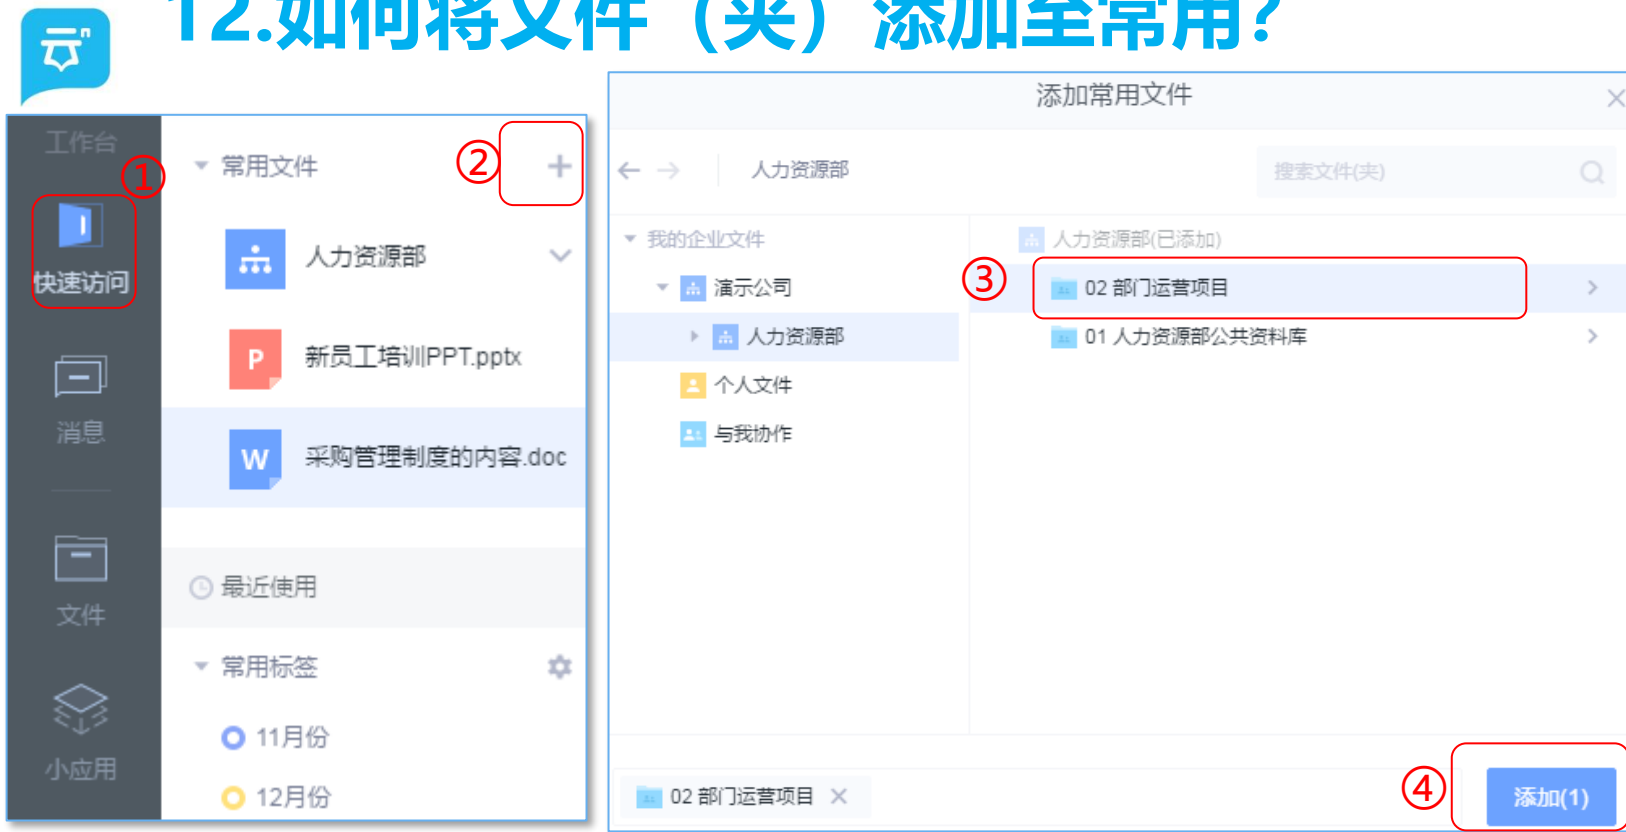 12.如何将文件（夹）添加至常用？
云n
工作台
①
快速访问
消息
文件
小应用
常用文件
②
+
人力资源部
P
新员工培训PPT.pptx
W
采购管理制度的内容.doc
最近使用
常用标签
11月份
12月份
添加常用文件
人力资源部
搜索文件(夹)
我的企业文件
演示公司
人力资源部
个人文件
与我协作
人力资源部(已添加)
③
02 部门运营项目
01 人力资源部公共资料库
02 部门运营项目
④
添加(1)